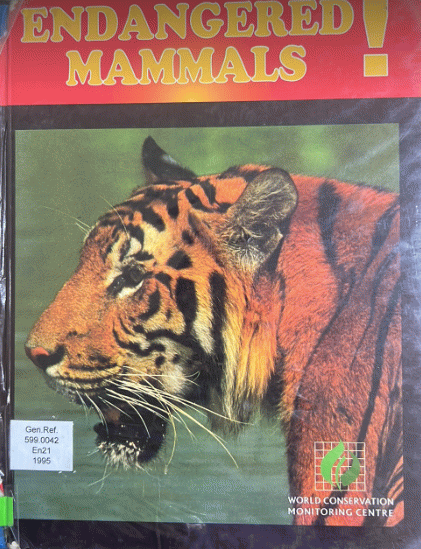 ENDANGERED
MAMMALS!
Gen.Ref.
599.0042
En21
1995
WORLD CONSERVATION
MONITORING CENTRE